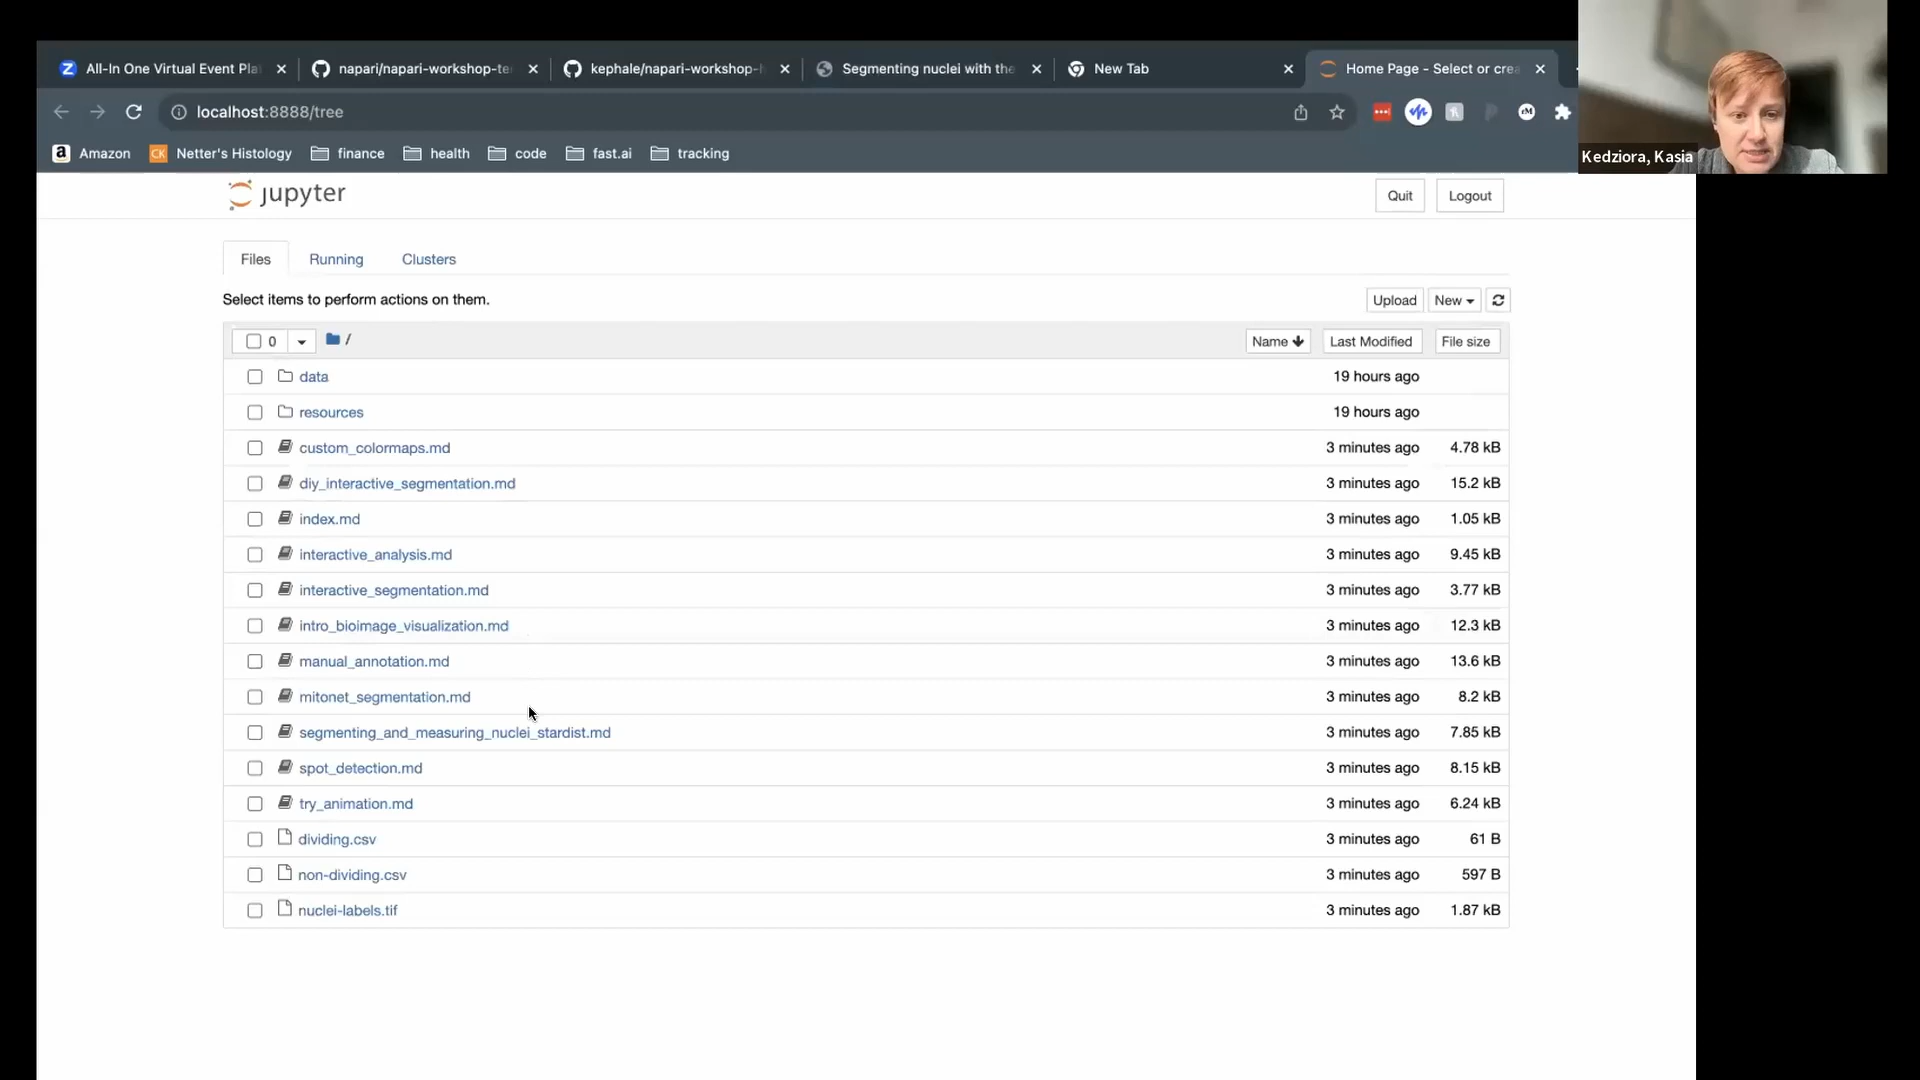 All-In One Virtual Event Pla
napari/napari-workshop-te
kephale/napari-workshop-
Segmenting nuclei with the
New Tab
Home Page - Select or crea
localhost:8888/tree
Amazon
Netter's Histology
finance
health
code
fast.ai
tracking
Kedziora, Kasia
jupyter
Quit
Logout
Files
Running
Clusters
Select items to perform actions on them.
Upload
New
0
/
Name
Last Modified
File size
data 19 hours ago
resources 19 hours ago
custom_colormaps.md 3 minutes ago 4.78 kB
diy_interactive_segmentation.md 3 minutes ago 15.2 kB
index.md 3 minutes ago 1.05 kB
interactive_analysis.md 3 minutes ago 9.45 kB
interactive_segmentation.md 3 minutes ago 3.77 kB
intro_bioimage_visualization.md 3 minutes ago 12.3 kB
manual_annotation.md 3 minutes ago 13.6 kB
mitonet_segmentation.md 3 minutes ago 8.2 kB
segmenting_and_measuring_nuclei_stardist.md 3 minutes ago 7.85 kB
spot_detection.md 3 minutes ago 8.15 kB
try_animation.md 3 minutes ago 6.24 kB
dividing.csv 3 minutes ago 61 B
non-dividing.csv 3 minutes ago 597 B
nuclei-labels.tif 3 minutes ago 1.87 kB